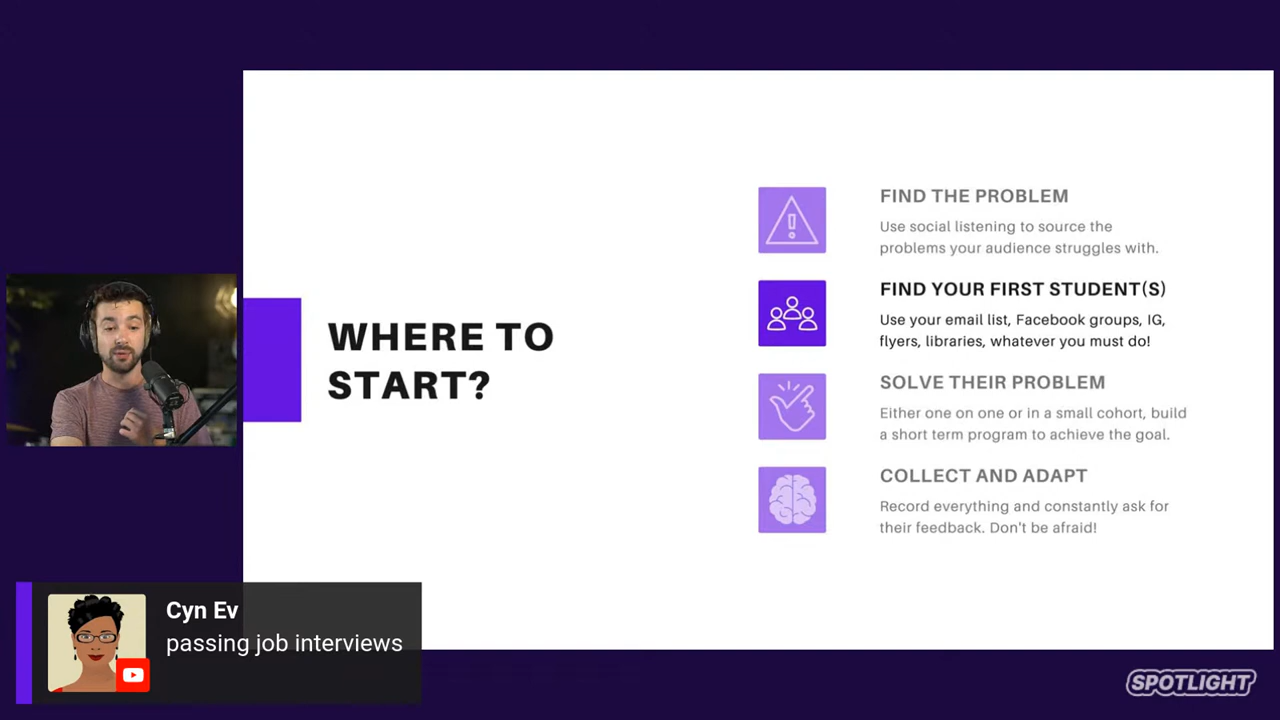 WHERE TO
START?
FIND THE PROBLEM
Use social listening to source the
problems your audience struggles with.
FIND YOUR FIRST STUDENT(S)
Use your email list, Facebook groups, IG,
flyers, libraries, whatever you must do!
SOLVE THEIR PROBLEM
Either one on one or in a small cohort, build
a short term program to achieve the goal.
COLLECT AND ADAPT
Record everything and constantly ask for
their feedback. Don't be afraid!
Cyn Ev
passing job interviews
SPOTLIGHT